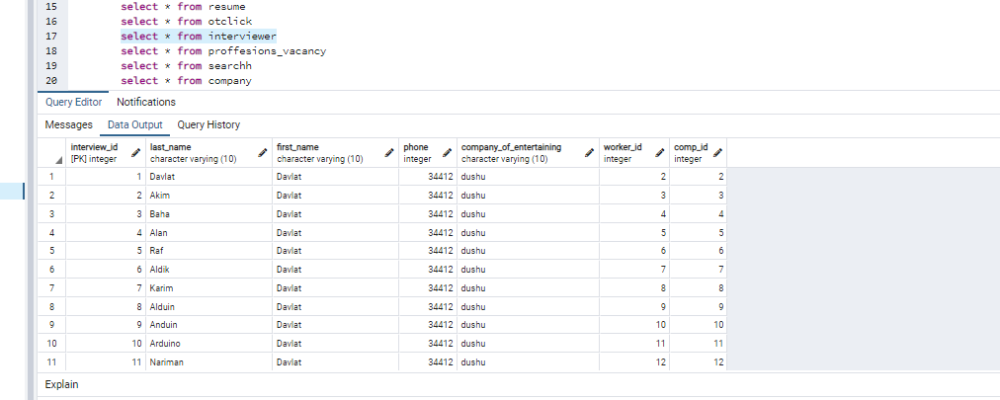 15 select * from resume
16 select * from otclick
17 select * from interviewer
18 select * from proffesions_vacancy
19 select * from searchh
20 select * from company
Query Editor Notifications
Messages Data Output Query History
interview_id last_name first_name phone company_of_entertaining worker_id comp_id
[PK] integer character varying (10) character varying (10) integer character varying (10) integer integer
1 1 Davlat Davlat 34412 dushu 2 2
2 2 Akim Davlat 34412 dushu 3 3
3 3 Baha Davlat 34412 dushu 4 4
4 4 Alan Davlat 34412 dushu 5 5
5 5 Raf Davlat 34412 dushu 6 6
6 6 Aldik Davlat 34412 dushu 7 7
7 7 Karim Davlat 34412 dushu 8 8
8 8 Alduin Davlat 34412 dushu 9 9
9 9 Anduin Davlat 34412 dushu 10 10
10 10 Arduino Davlat 34412 dushu 11 11
11 11 Nariman Davlat 34412 dushu 12 12
Explain